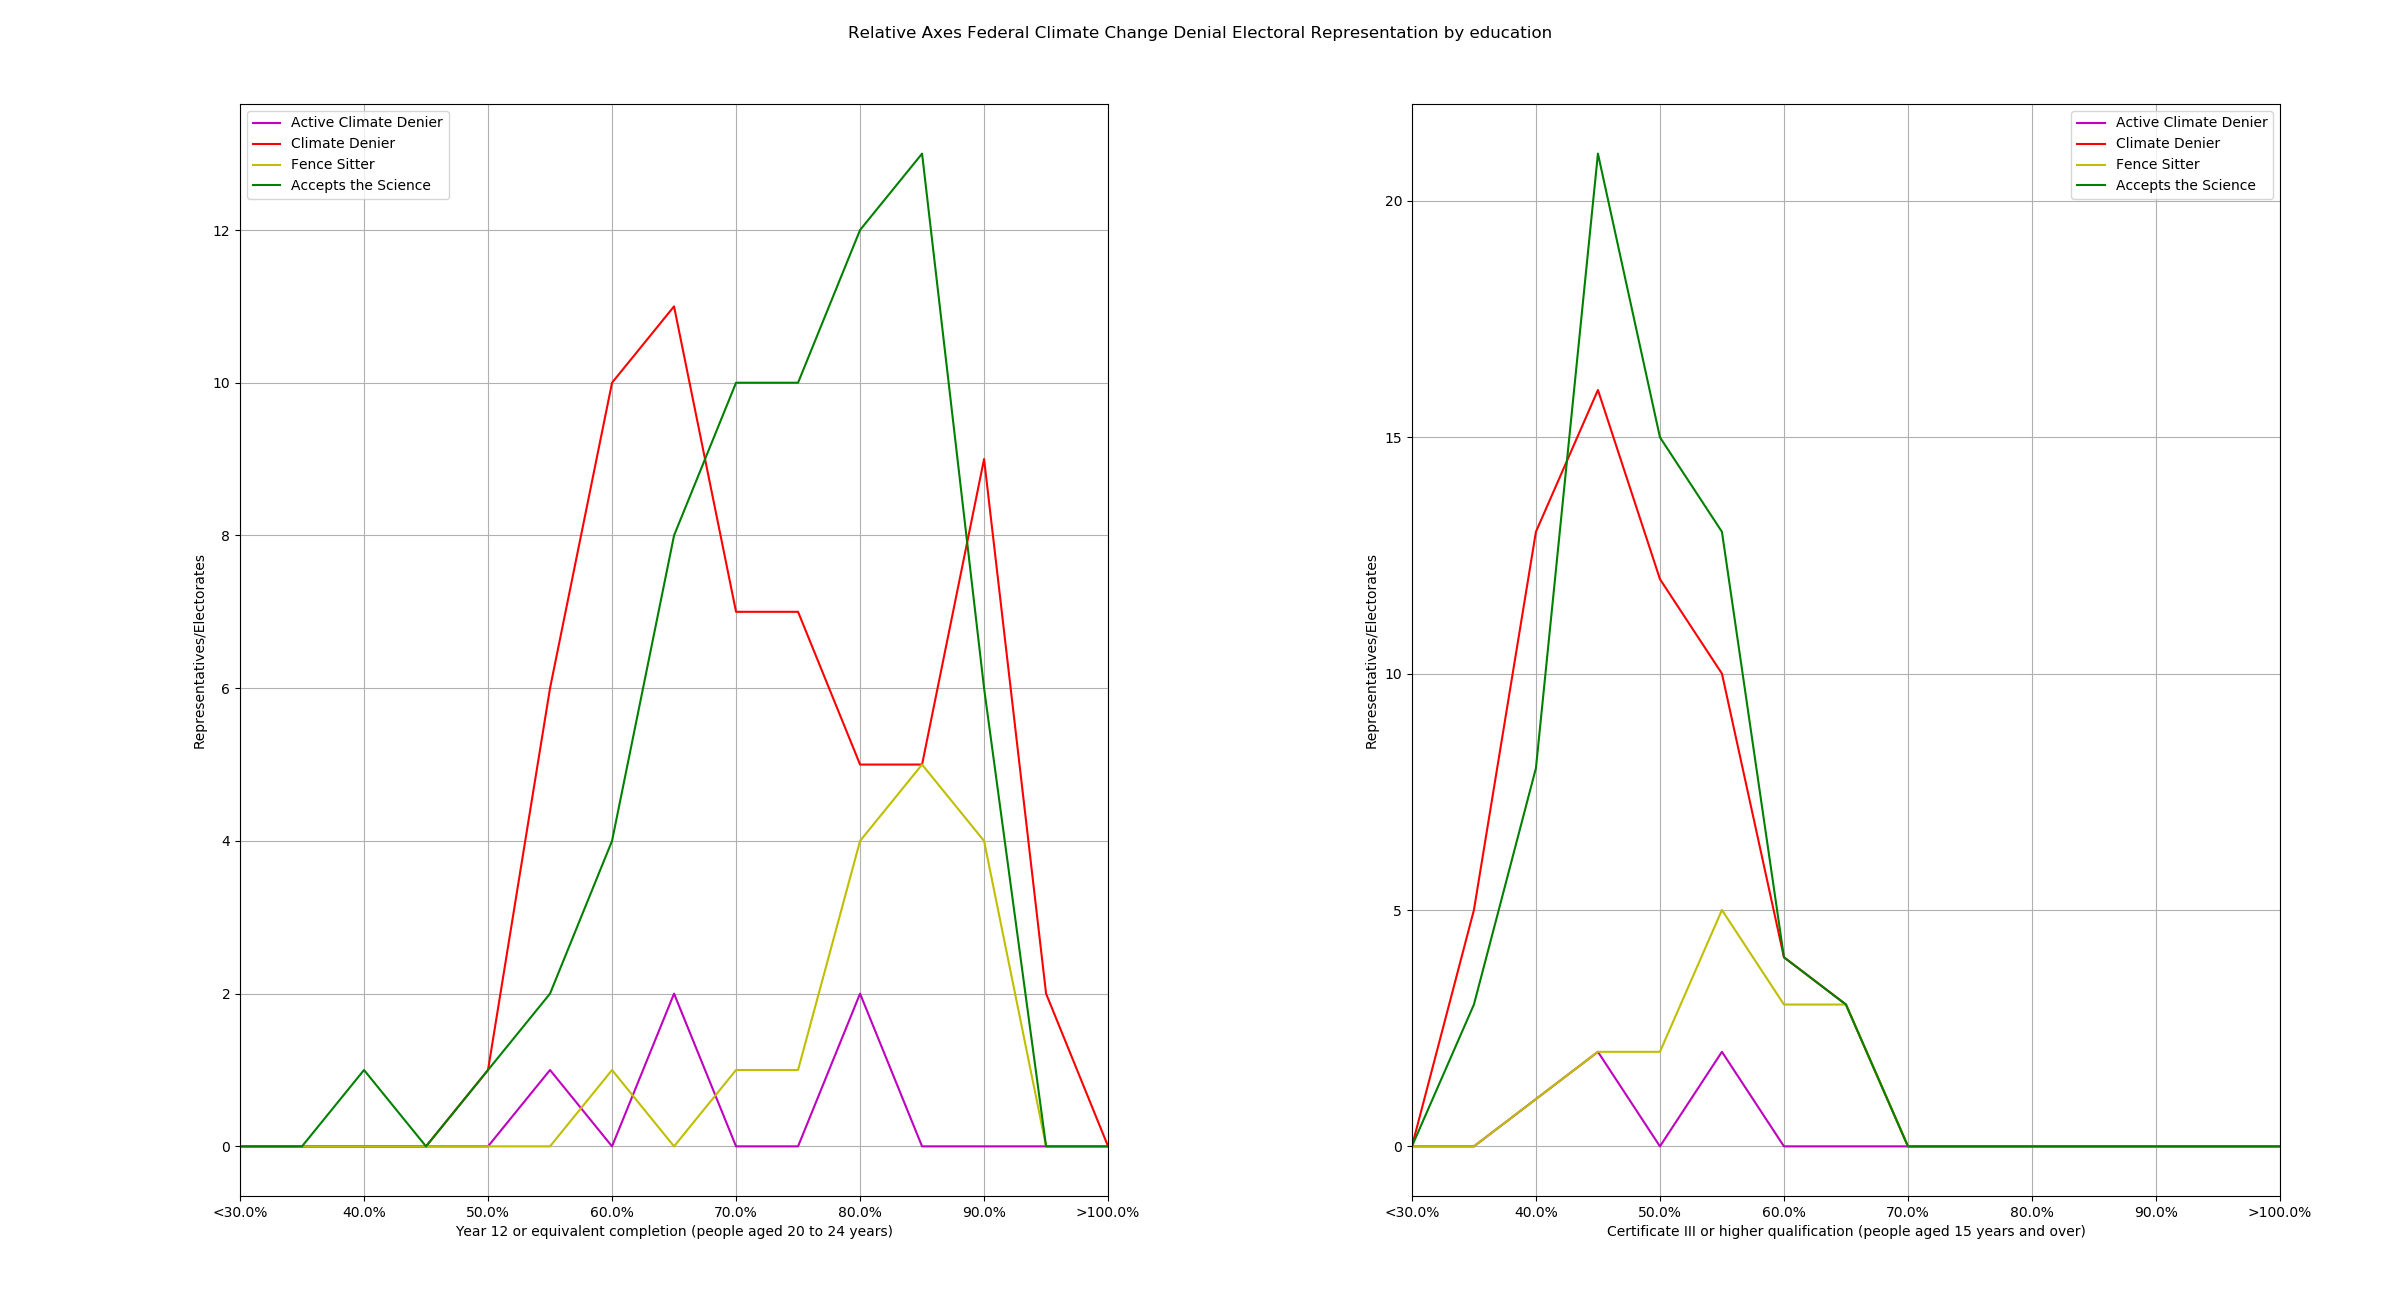 Relative Axes Federal Climate Change Denial Electoral Representation by education
Active Climate Denier
Climate Denier
Fence Sitter
Accepts the Science
12
10
8
6
4
2
0
Representatives/Electorates
<30.0%
40.0%
50.0%
60.0%
70.0%
80.0%
90.0%
>100.0%
Year 12 or equivalent completion (people aged 20 to 24 years)
Active Climate Denier
Climate Denier
Fence Sitter
Accepts the Science
20
15
10
5
0
Representatives/Electorates
<30.0%
40.0%
50.0%
60.0%
70.0%
80.0%
90.0%
>100.0%
Certificate III or higher qualification (people aged 15 years and over)